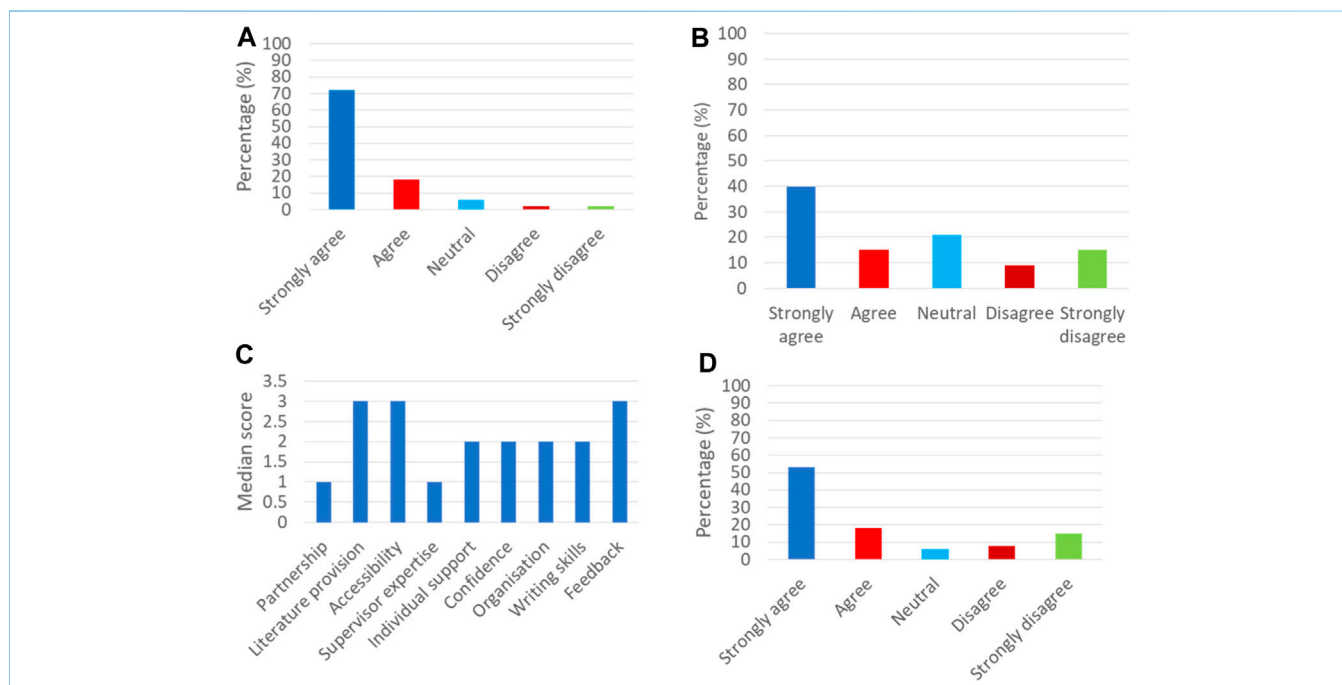 A
Percentage (%)
100
90
80
70
60
50
40
30
20
10
0
Strongly agree
Agree
Neutral
Disagree
Strongly disagree
B
Percentage (%)
100
90
80
70
60
50
40
30
20
10
0
Strongly
agree
Agree
Neutral
Disagree
Strongly
disagree
C
Median score
3.5
3
2.5
2
1.5
1
0.5
0
Partnership
Literature provision
Accessibility
Supervisor expertise
Individual support
Confidence
Organisation
Writing skills
Feedback
D
Percentage (%)
100
90
80
70
60
50
40
30
20
10
0
Strongly agree
Agree
Neutral
Disagree
Strongly disagree